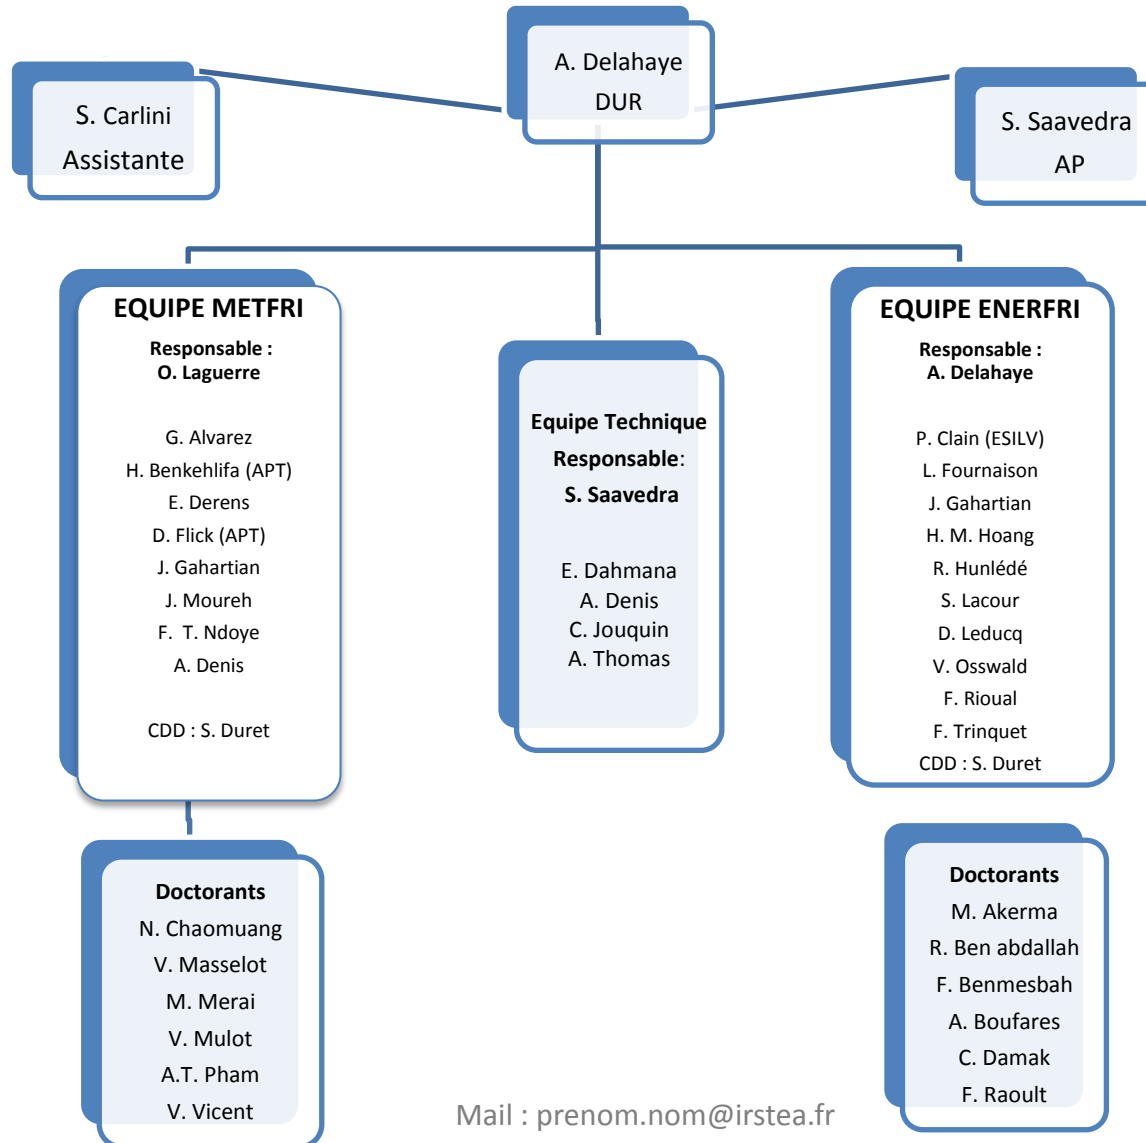 A. Delahaye
DUR
S. Carlini
Assistante
S. Saavedra
AP
EQUIPE METFRI
Responsable :
O. Laguerre
G. Alvarez
H. Benkehlifa (APT)
E. Derens
D. Flick (APT)
J. Gahartian
J. Moureh
F. T. Ndoye
A. Denis
CDD : S. Duret
Equipe Technique
Responsable:
S. Saavedra
E. Dahmana
A. Denis
C. Jouquin
A. Thomas
EQUIPE ENERFRI
Responsable :
A. Delahaye
P. Clain (ESILV)
L. Fournaison
J. Gahartian
H. M. Hoang
R. Hunlédé
S. Lacour
D. Leducq
V. Osswald
F. Rioual
F. Trinquet
CDD : S. Duret
Doctorants
N. Chaomuang
V. Masselot
M. Merai
V. Mulot
A.T. Pham
V. Vicent
Doctorants
M. Akerma
R. Ben abdallah
F. Benmesbah
A. Boufares
C. Damak
F. Raoult
Mail : prenom.nom@irstea.fr